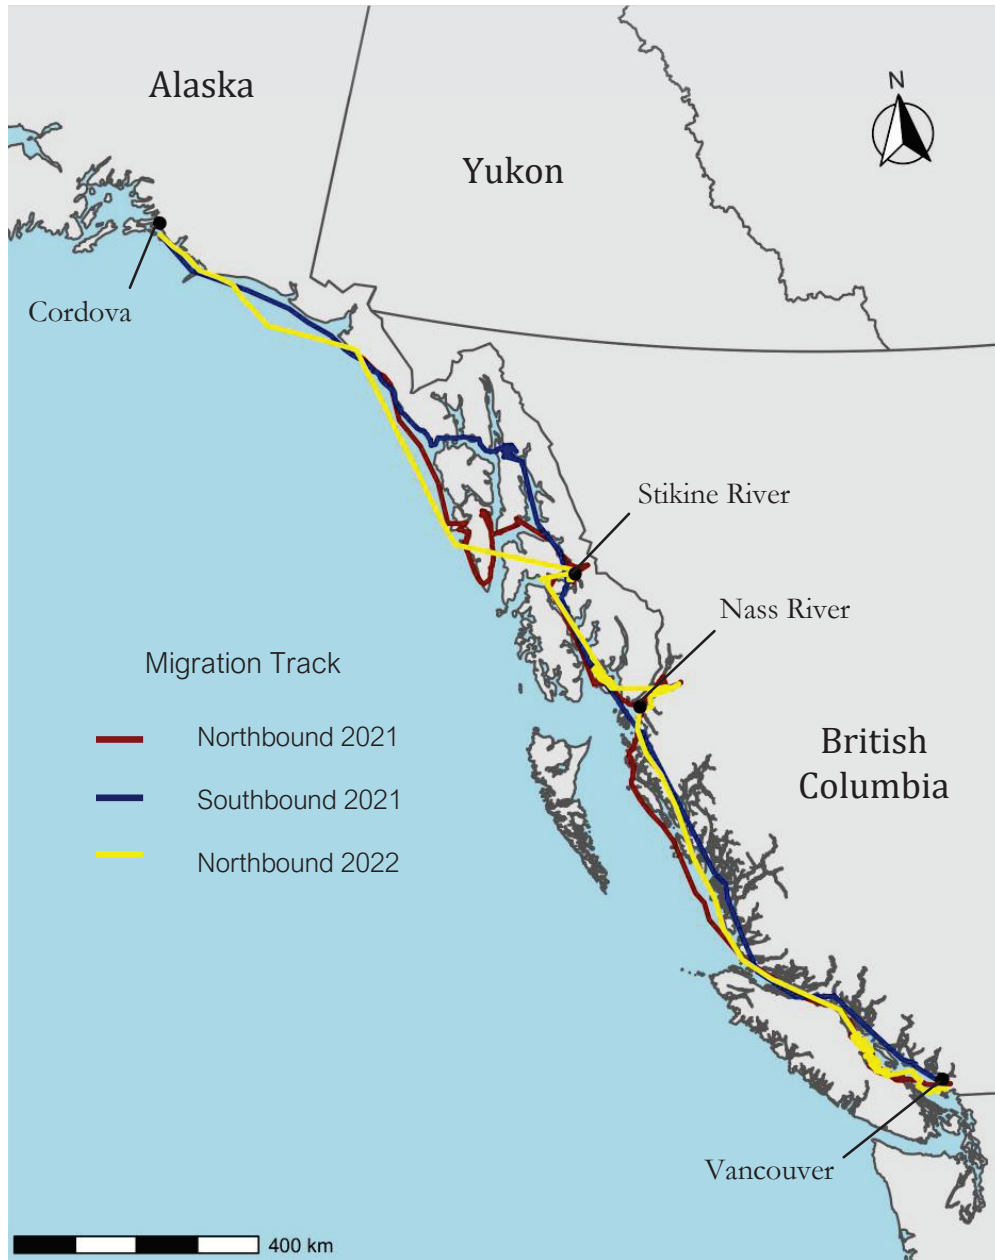 Alaska
N
Yukon
Cordova
Stikine River
Nass River
Migration Track
Northbound 2021
Southbound 2021
Northbound 2022
British
Columbia
Vancouver
400 km